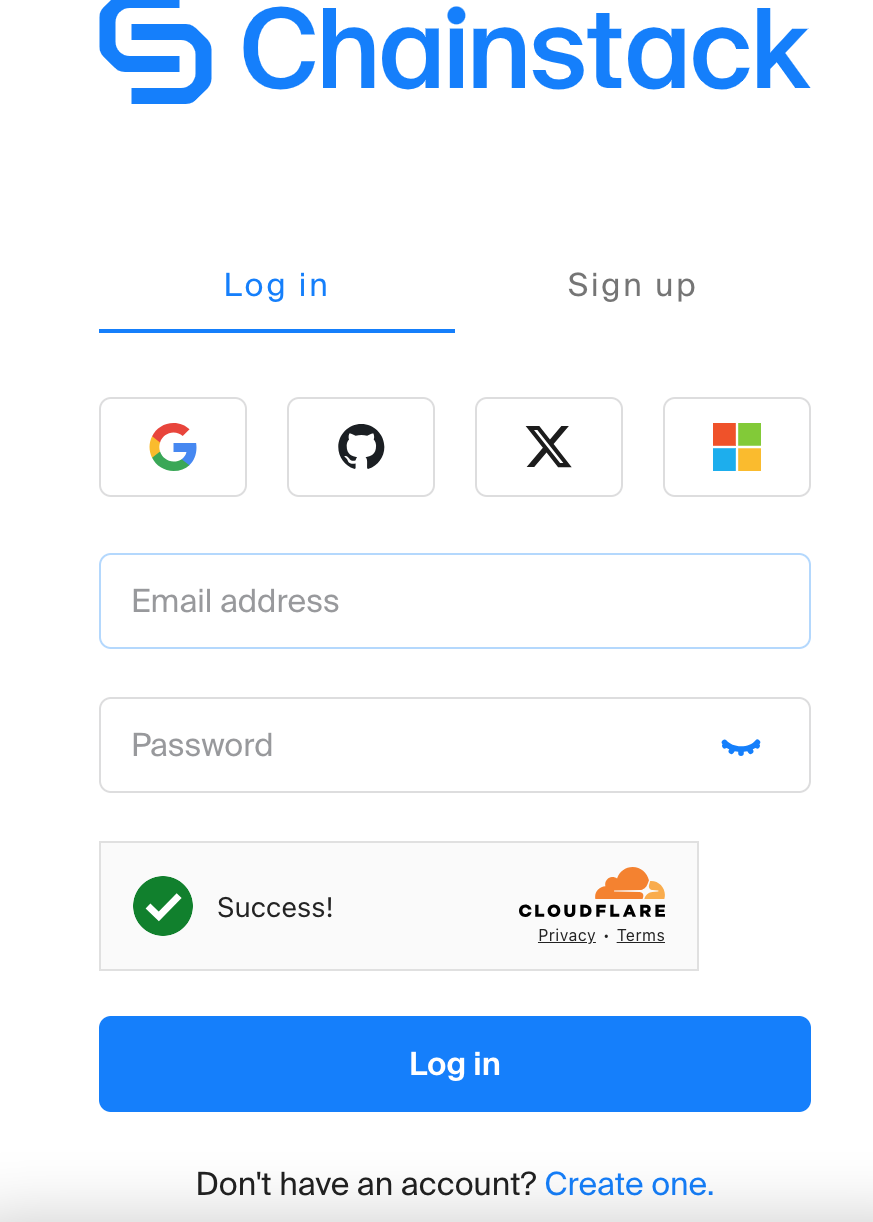 Chainstack
Log in
Sign up
Email address
Password
Success!
CLOUDFLARE
Privacy • Terms
Log in
Don't have an account? Create one.